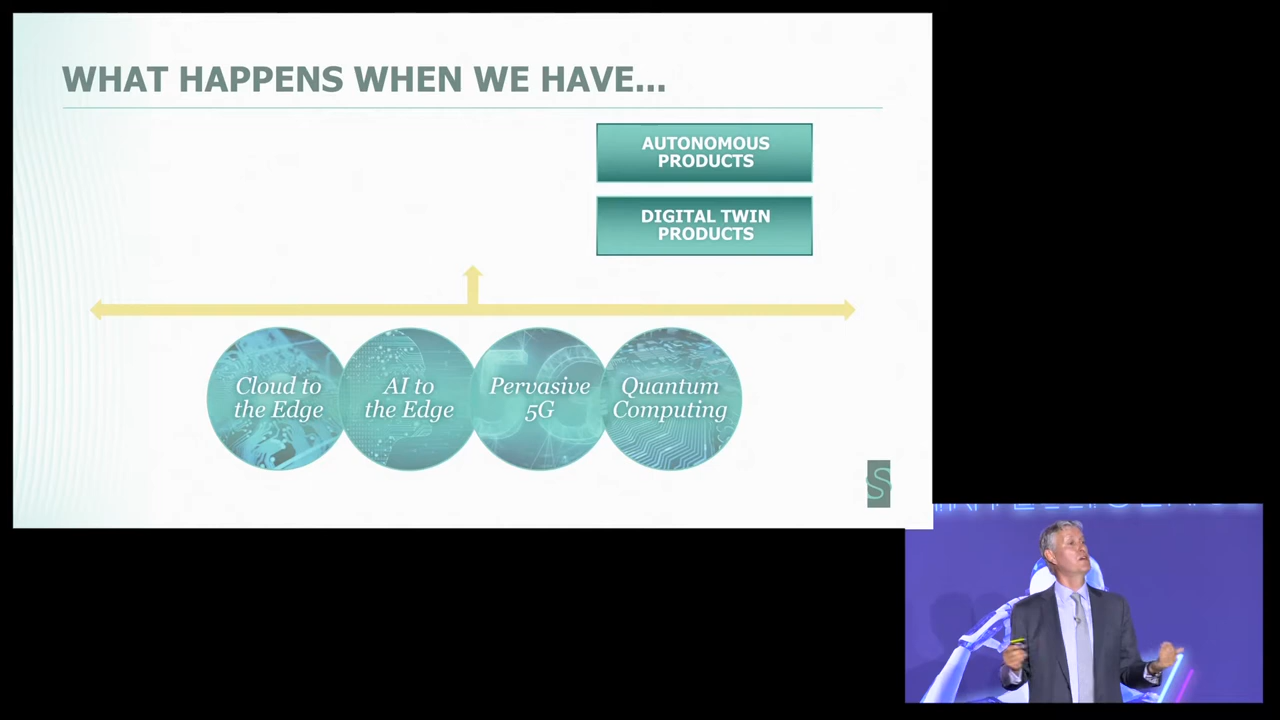 WHAT HAPPENS WHEN WE HAVE...
AUTONOMOUS
PRODUCTS
DIGITAL TWIN
PRODUCTS
Cloud to
the Edge
AI to
the Edge
Pervasive
5G
Quantum
Computing
S